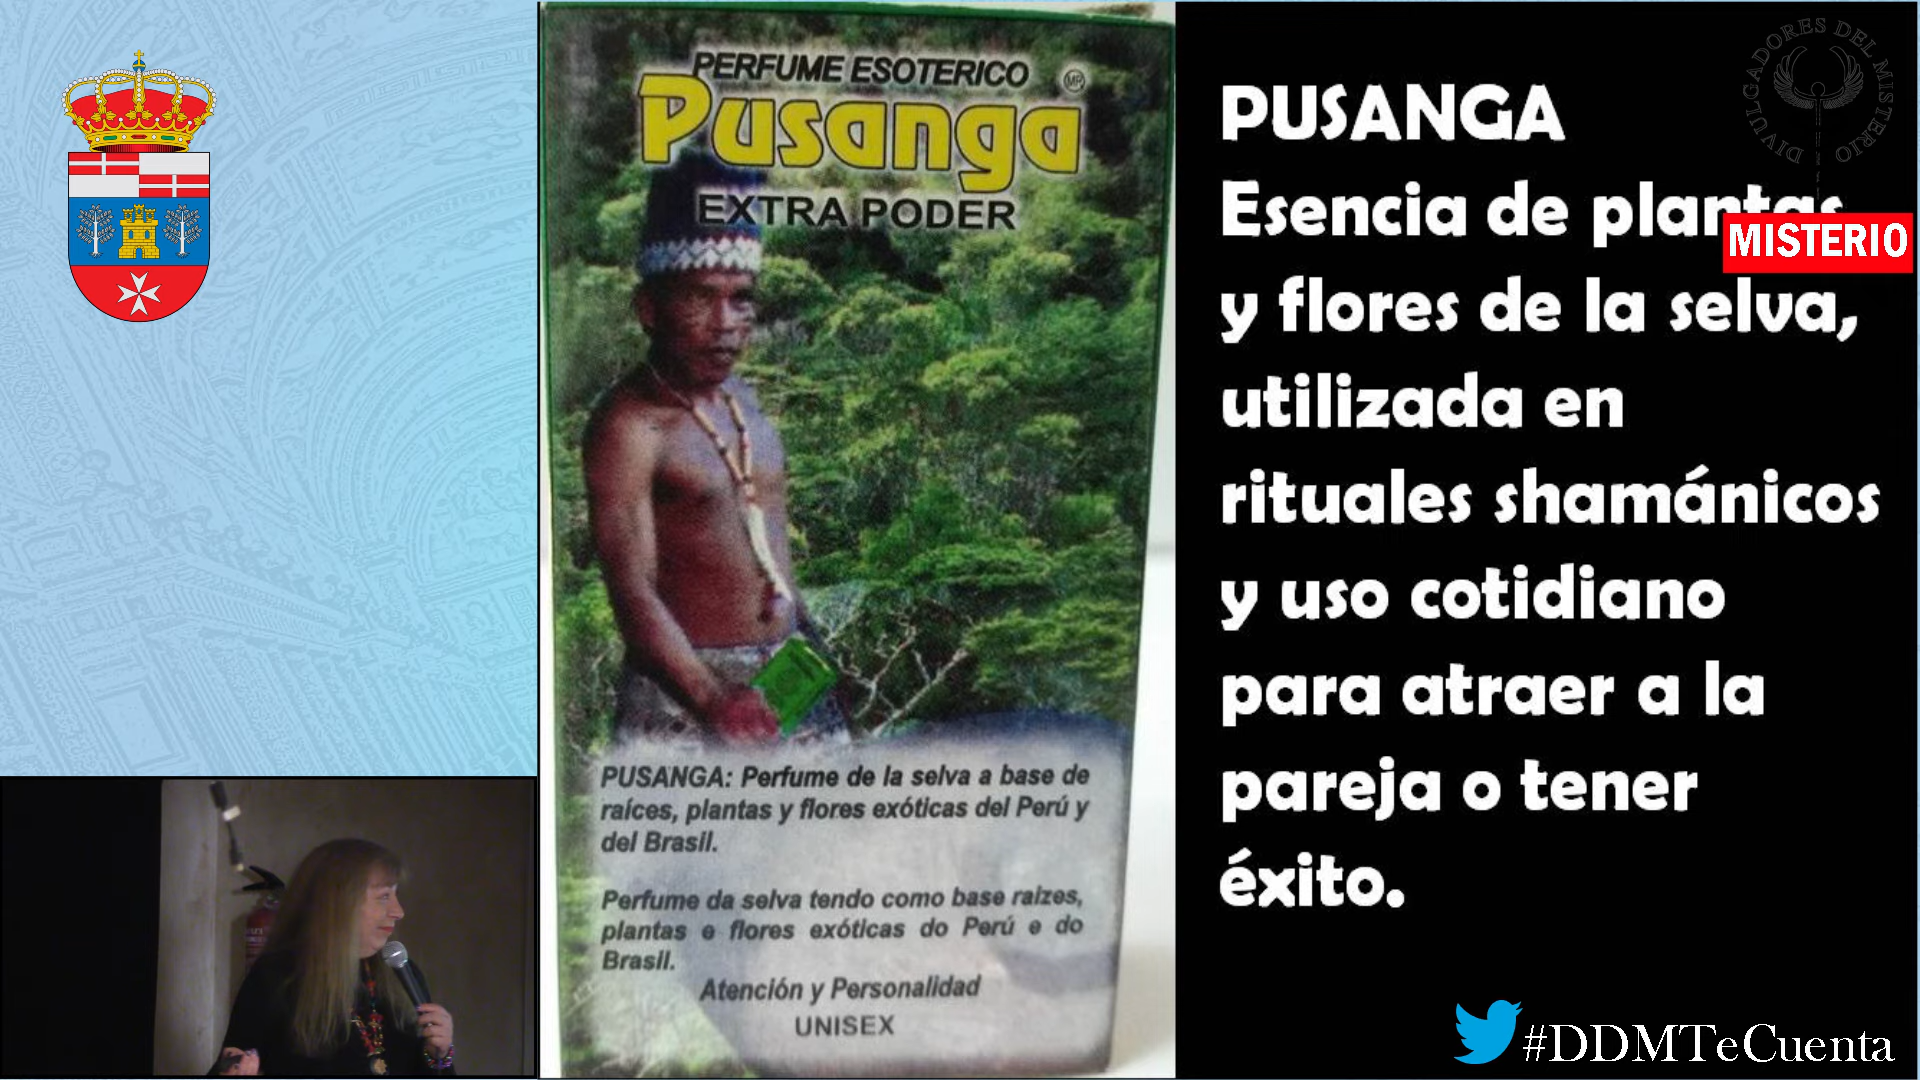 PERFUME ESOTERICO
Pusanga
MR
EXTRA PODER
PUSANGA: Perfume de la selva a base de
raíces, plantas y flores exóticas del Perú y
del Brasil.
Perfume da selva tendo como base raizes,
plantas e flores exóticas do Perú e do
Brasil.
Atención y Personalidad
UNISEX
PUSANGA
Esencia de plantas
y flores de la selva,
utilizada en
rituales shamánicos
y uso cotidiano
para atraer a la
pareja o tener
éxito.
DIVULGADORES DEL MISTERIO
MISTERIO
#DDMTeCuenta